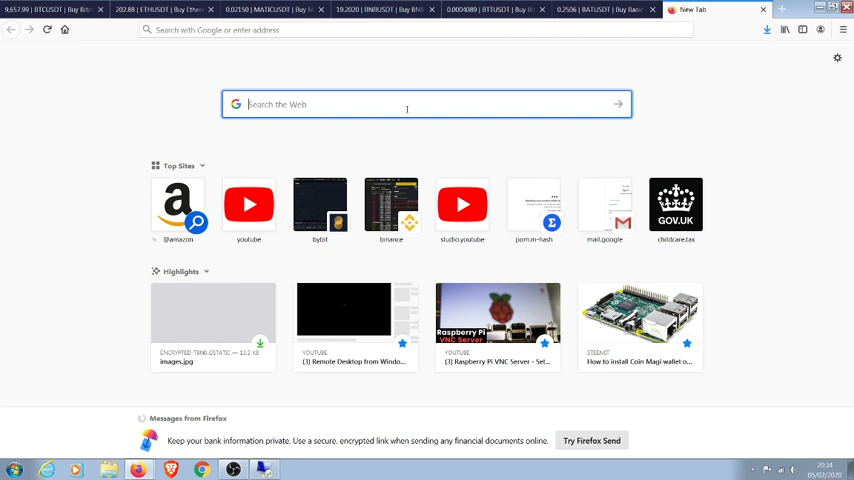 9,657.99 | BTCUSDT | Buy Bitc
202.88 | ETHUSDT | Buy Ethere
0.02150 | MATICUSDT | Buy M
19.2020 | BNBUSDT | Buy BN
0.0004089 | BTTUSDT | Buy Bi
0.2506 | BATUSDT | Buy Basic
New Tab
Search with Google or enter address
Search the Web
Top Sites
@amazon
youtube
bybit
binance
studio.youtube
pom.m-hash
mail.google
GOV.UK
childcare.tax
Highlights
Raspberry Pi
VNC Server
ENCRYPTED-TBN0.GSTATIC — 13.2 KB
images.jpg
YOUTUBE
(3) Remote Desktop from Windo...
YOUTUBE
(3) Raspberry Pi VNC Server - Set...
STEEMIT
How to install Coin Magi wallet o...
Messages from Firefox
Keep your bank information private. Use a secure, encrypted link when sending any financial documents online.
Try Firefox Send
20:34
05/02/2020